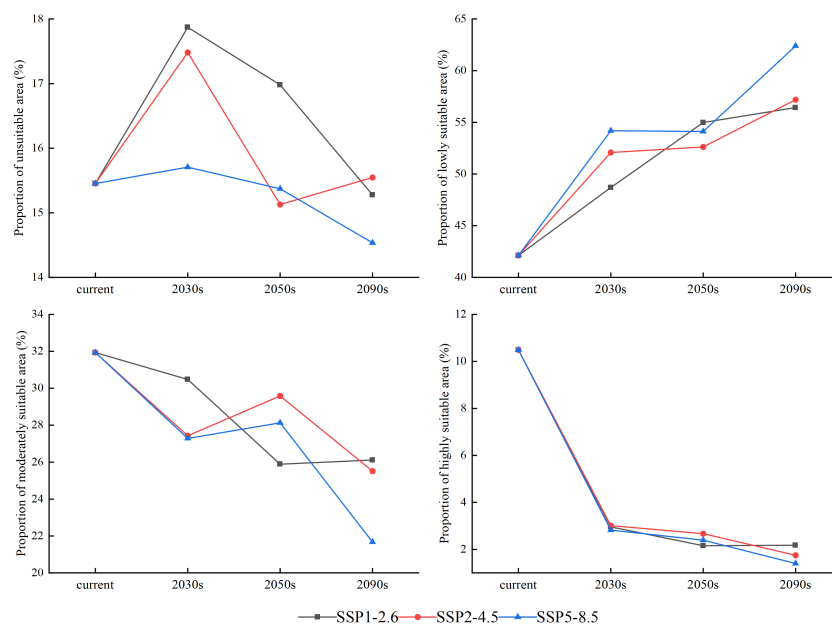 Proportion of unsuitable area (%)
18
17
16
15
14
current 2030s 2050s 2090s
Proportion of lowly suitable area (%)
65
60
55
50
45
40
current 2030s 2050s 2090s
Proportion of moderately suitable area (%)
34
32
30
28
26
24
22
20
current 2030s 2050s 2090s
Proportion of highly suitable area (%)
12
10
8
6
4
2
current 2030s 2050s 2090s
SSP1-2.6 SSP2-4.5 SSP5-8.5